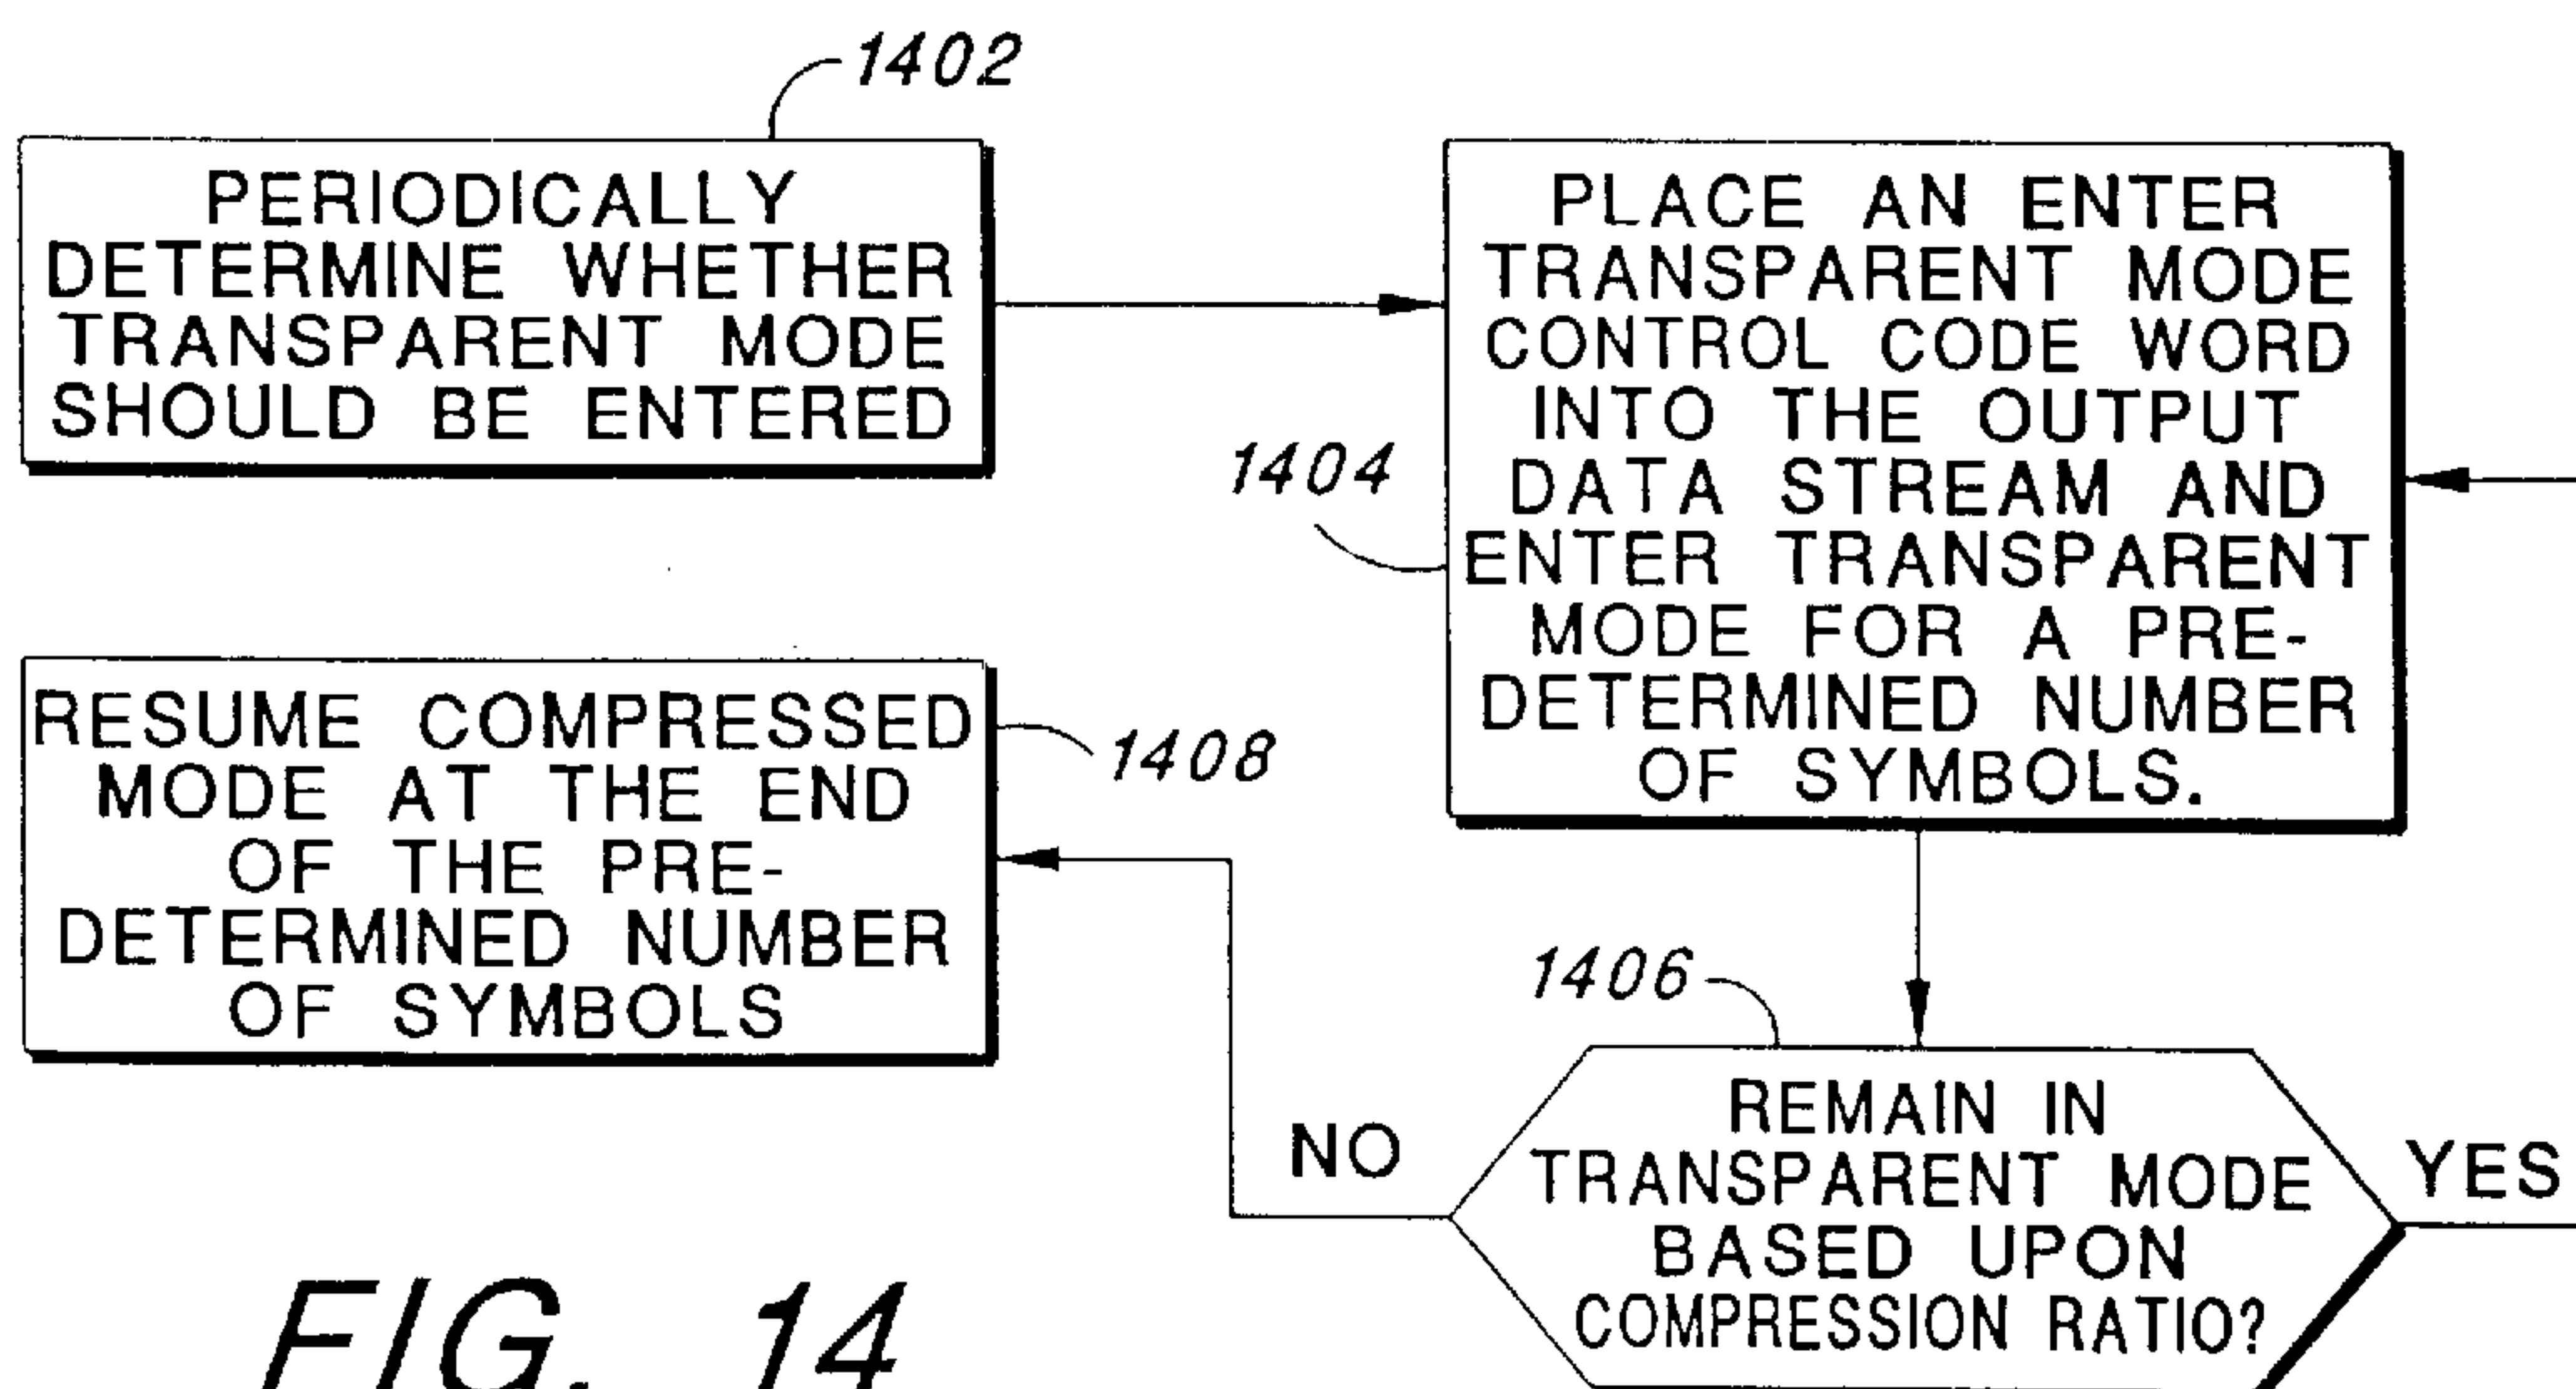 1402
PERIODICALLY
DETERMINE WHETHER
TRANSPARENT MODE
SHOULD BE ENTERED
PLACE AN ENTER
TRANSPARENT MODE
CONTROL CODE WORD
INTO THE OUTPUT
DATA STREAM AND
ENTER TRANSPARENT
MODE FOR A PRE-
DETERMINED NUMBER
OF SYMBOLS.
1404
RESUME COMPRESSED
MODE AT THE END
OF THE PRE-
DETERMINED NUMBER
OF SYMBOLS
1408
1406
REMAIN IN
TRANSPARENT MODE
BASED UPON
COMPRESSION RATIO?
NO
YES
FIG. 14